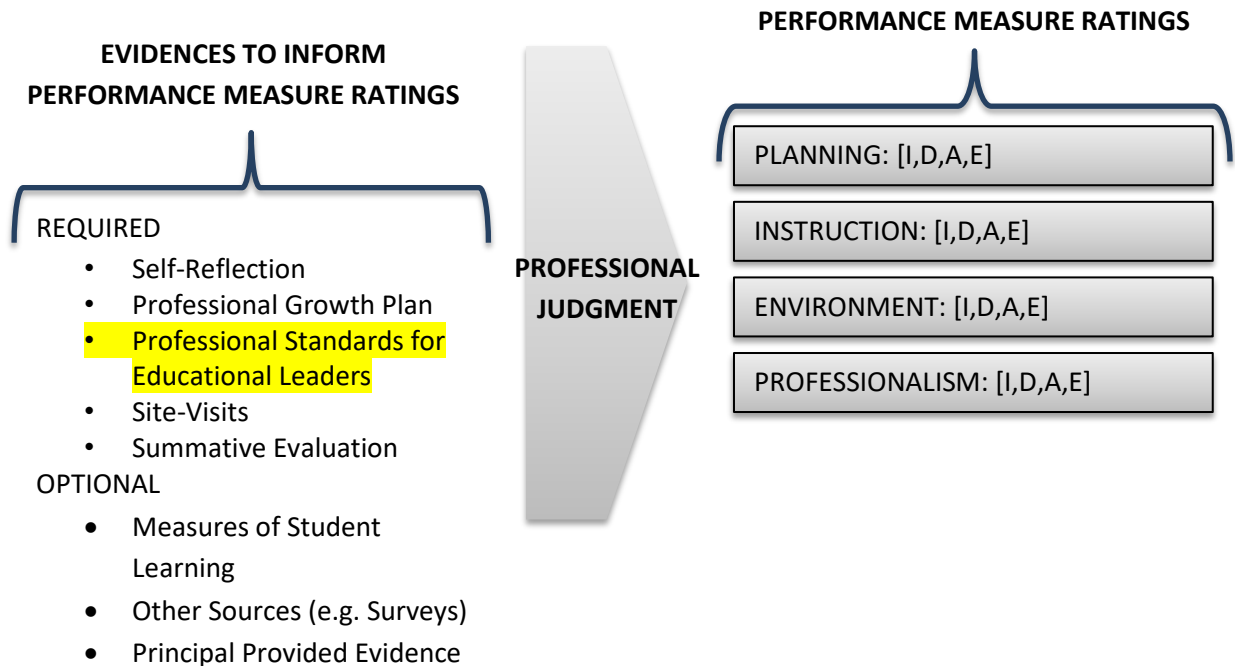 EVIDENCES TO INFORM
PERFORMANCE MEASURE RATINGS
REQUIRED
• Self-Reflection
• Professional Growth Plan
• Professional Standards for
Educational Leaders
• Site-Visits
• Summative Evaluation
OPTIONAL
• Measures of Student
Learning
• Other Sources (e.g. Surveys)
• Principal Provided Evidence
PROFESSIONAL
JUDGMENT
PERFORMANCE MEASURE RATINGS
PLANNING: [I,D,A,E]
INSTRUCTION: [I,D,A,E]
ENVIRONMENT: [I,D,A,E]
PROFESSIONALISM: [I,D,A,E]